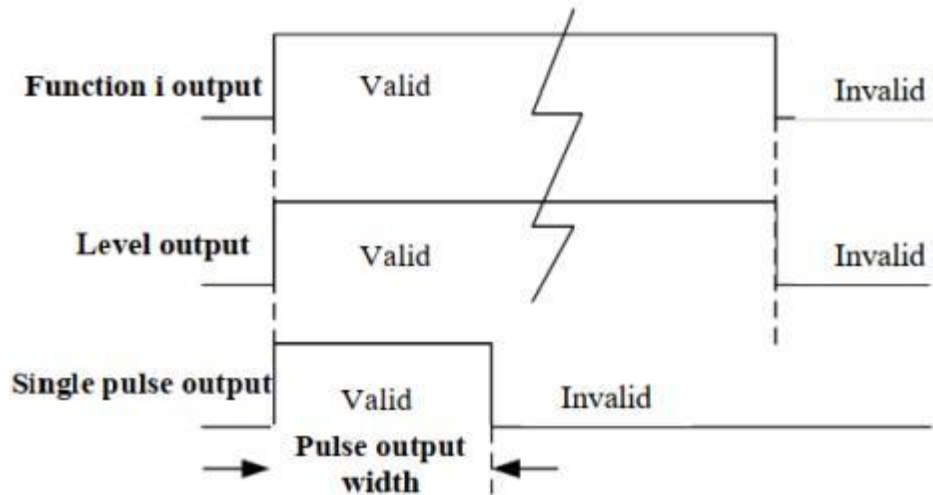 Function i output
Valid
Invalid
Level output
Valid
Invalid
Single pulse output
Valid
Invalid
Pulse output
width